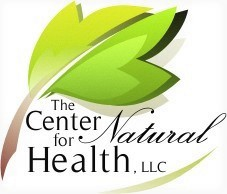 The
Center Natural
for
Health, LLC